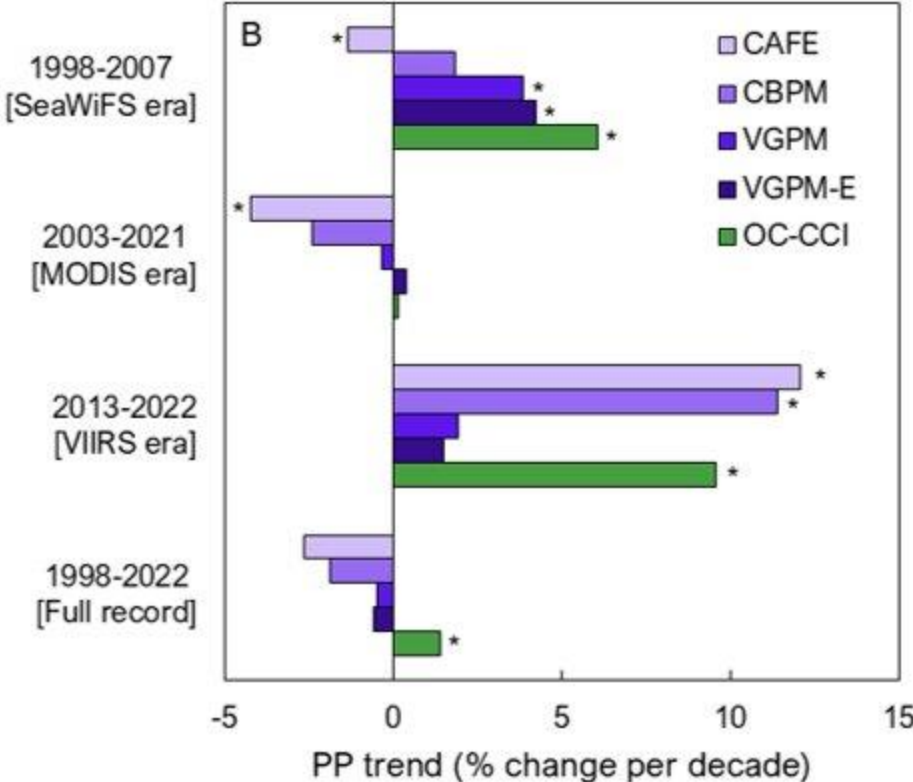 B
CAFE
CBPM
VGPM
VGPM-E
OC-CCI
1998-2007
[SeaWiFS era]
*
*
*
*
2003-2021
[MODIS era]
*
2013-2022
[VIIRS era]
*
*
*
1998-2022
[Full record]
*
-5 0 5 10 15
PP trend (% change per decade)